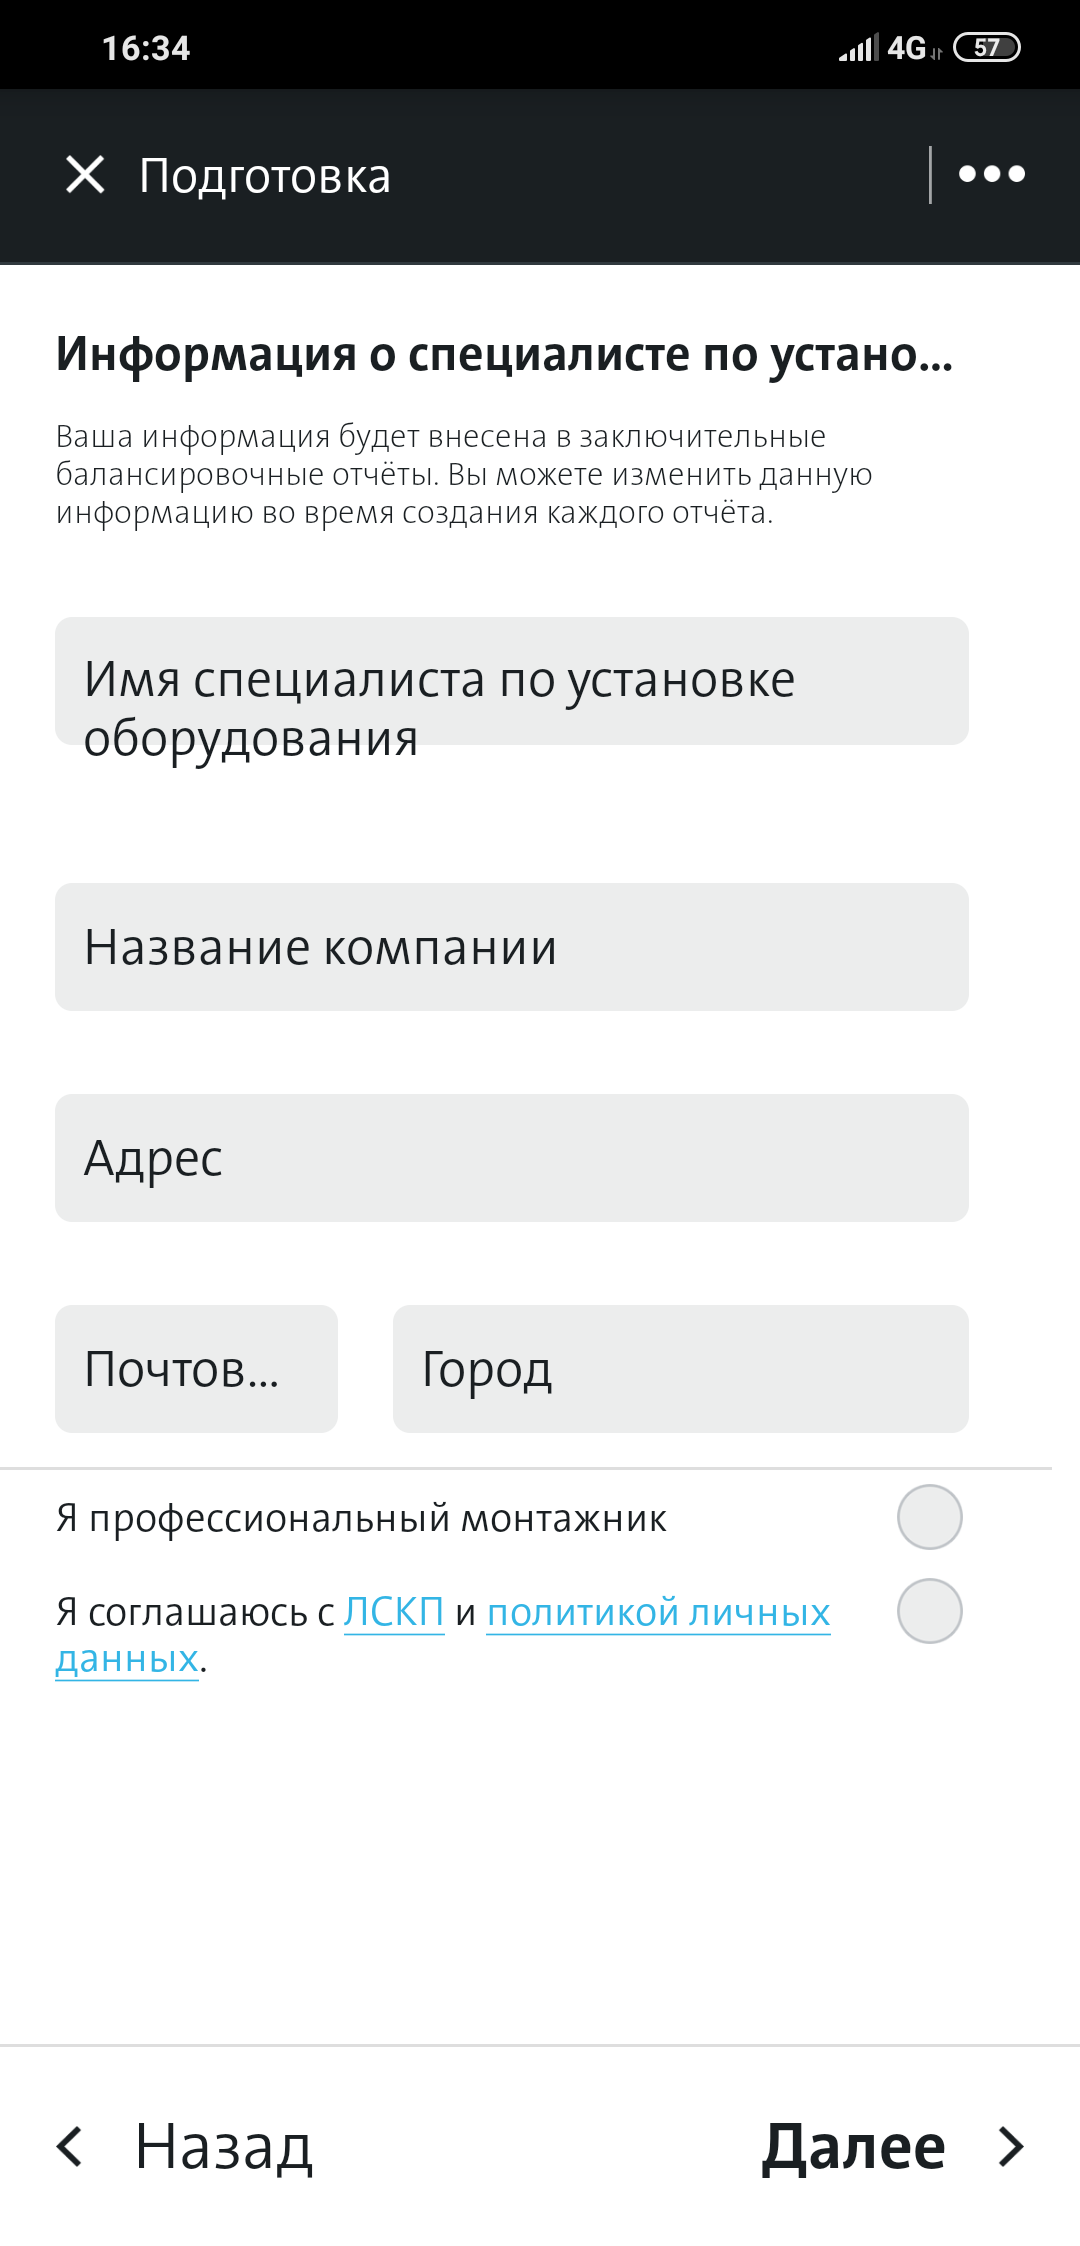 16:34
4G
57
Подготовка
Информация о специалисте по устано...
Ваша информация будет внесена в заключительные
балансировочные отчёты. Вы можете изменить данную
информацию во время создания каждого отчёта.
Имя специалиста по установке
оборудования
Название компании
Адрес
Почтов...
Город
Я профессиональный монтажник
Я соглашаюсь с ЛСКП и политикой личных
данных.
Назад
Далее